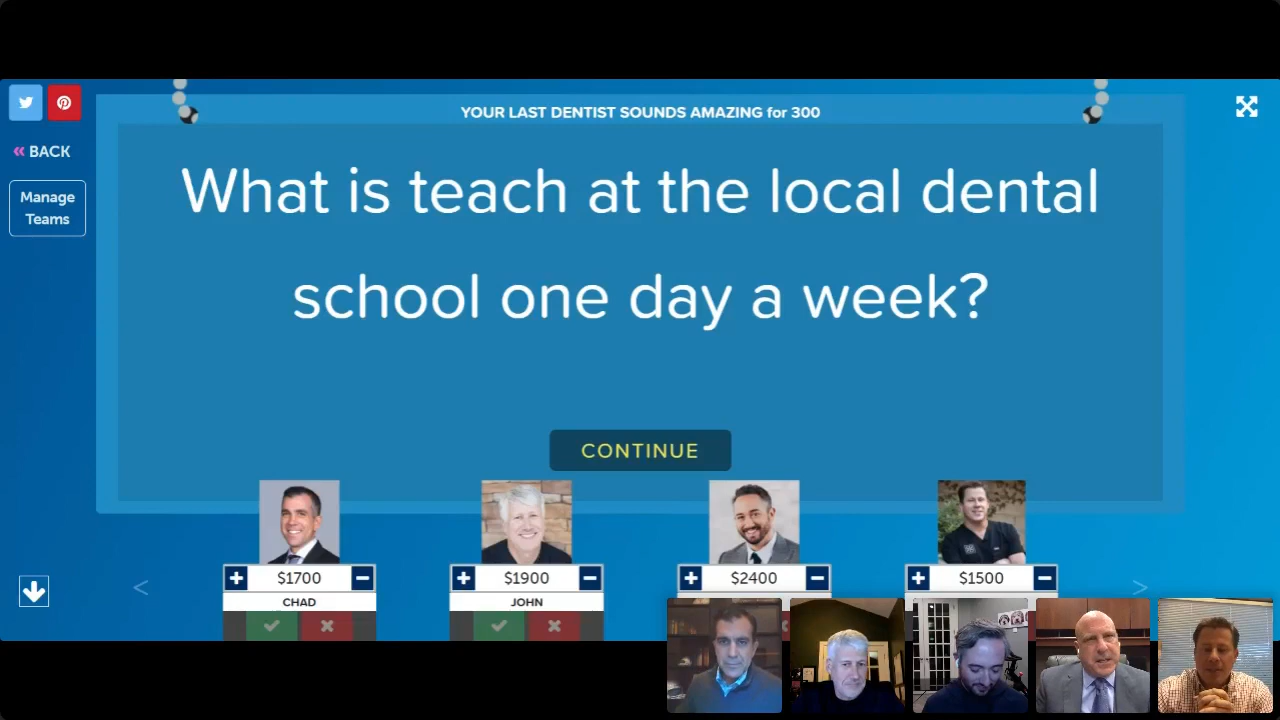 YOUR LAST DENTIST SOUNDS AMAZING for 300
« BACK
Manage
Teams
What is teach at the local dental
school one day a week?
CONTINUE
+ $1700 −
+ $1900 −
+ $2400 −
+ $1500 −
CHAD
JOHN